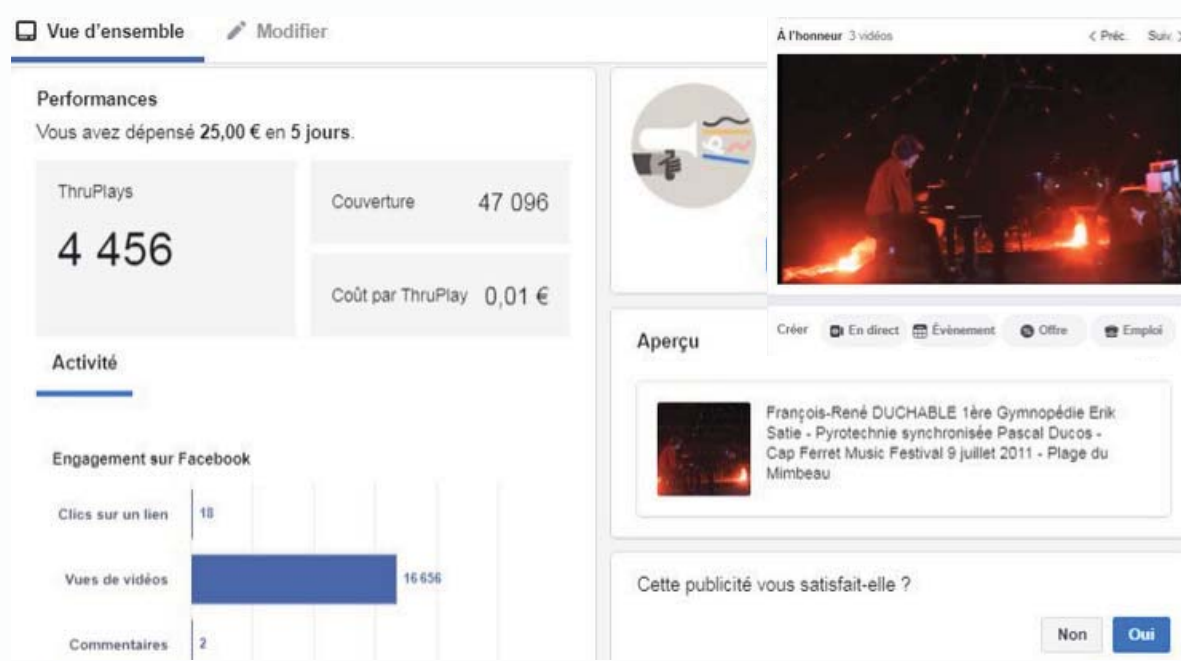 Vue d'ensemble
Modifier
Performances
Vous avez dépensé 25,00 € en 5 jours.
ThruPlays
4 456
Couverture 47 096
Coût par ThruPlay 0,01 €
Activité
Engagement sur Facebook
Clics sur un lien 18
Vues de vidéos 16 656
Commentaires 2
À l'honneur 3 vidéos
< Préc. Suiv. >
Créer En direct Évènement Offre Emploi
Aperçu
François-René DUCHABLE 1ère Gymnopédie Erik
Satie - Pyrotechnie synchronisée Pascal Ducos -
Cap Ferret Music Festival 9 juillet 2011 - Plage du
Mimbeau
Cette publicité vous satisfait-elle ?
Non Oui